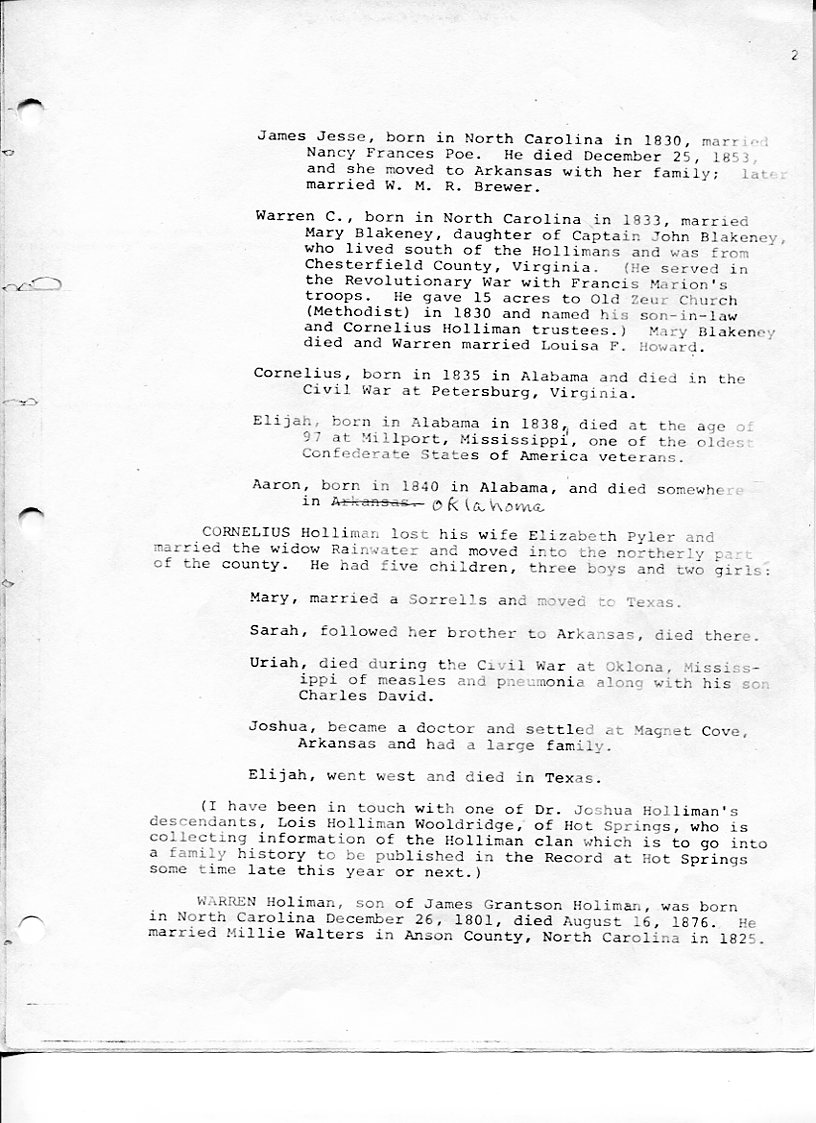 2
James Jesse, born in North Carolina in 1830, married
Nancy Frances Poe. He died December 25, 1853,
and she moved to Arkansas with her family; later
married W. M. R. Brewer.
Warren C., born in North Carolina in 1833, married
Mary Blakeney, daughter of Captain John Blakeney,
who lived south of the Hollimans and was from
Chesterfield County, Virginia. (He served in
the Revolutionary War with Francis Marion's
troops. He gave 15 acres to Old Zeur Church
(Methodist) in 1830 and named his son-in-law
and Cornelius Holliman trustees.) Mary Blakeney
died and Warren married Louisa F. Howard.
Cornelius, born in 1835 in Alabama and died in the
Civil War at Petersburg, Virginia.
Elijah, born in Alabama in 1838, died at the age of
97 at Millport, Mississippi, one of the oldest
Confederate States of America veterans.
Aaron, born in 1840 in Alabama, and died somewhere
in Arkansas. Oklahoma
CORNELIUS Holliman lost his wife Elizabeth Pyler and
married the widow Rainwater and moved into the northerly part
of the county. He had five children, three boys and two girls:
Mary, married a Sorrells and moved to Texas.
Sarah, followed her brother to Arkansas, died there.
Uriah, died during the Civil War at Oklona, Mississ-
ippi of measles and pneumonia along with his son
Charles David.
Joshua, became a doctor and settled at Magnet Cove,
Arkansas and had a large family.
Elijah, went west and died in Texas.
(I have been in touch with one of Dr. Joshua Holliman's
descendants, Lois Holliman Wooldridge, of Hot Springs, who is
collecting information of the Holliman clan which is to go into
a family history to be published in the Record at Hot Springs
some time late this year or next.)
WARREN Holiman, son of James Grantson Holiman, was born
in North Carolina December 26, 1801, died August 16, 1876. He
married Millie Walters in Anson County, North Carolina in 1825.